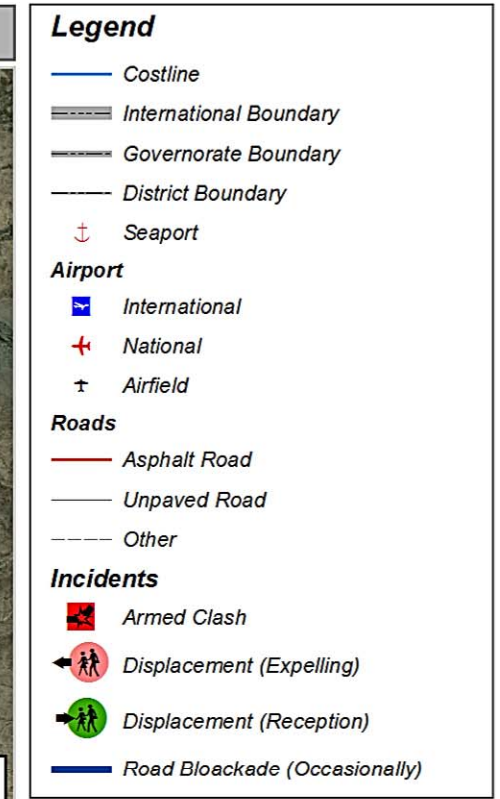 Legend
Costline
International Boundary
Governorate Boundary
District Boundary
Seaport
Airport
International
National
Airfield
Roads
Asphalt Road
Unpaved Road
Other
Incidents
Armed Clash
Displacement (Expelling)
Displacement (Reception)
Road Bloackade (Occasionally)